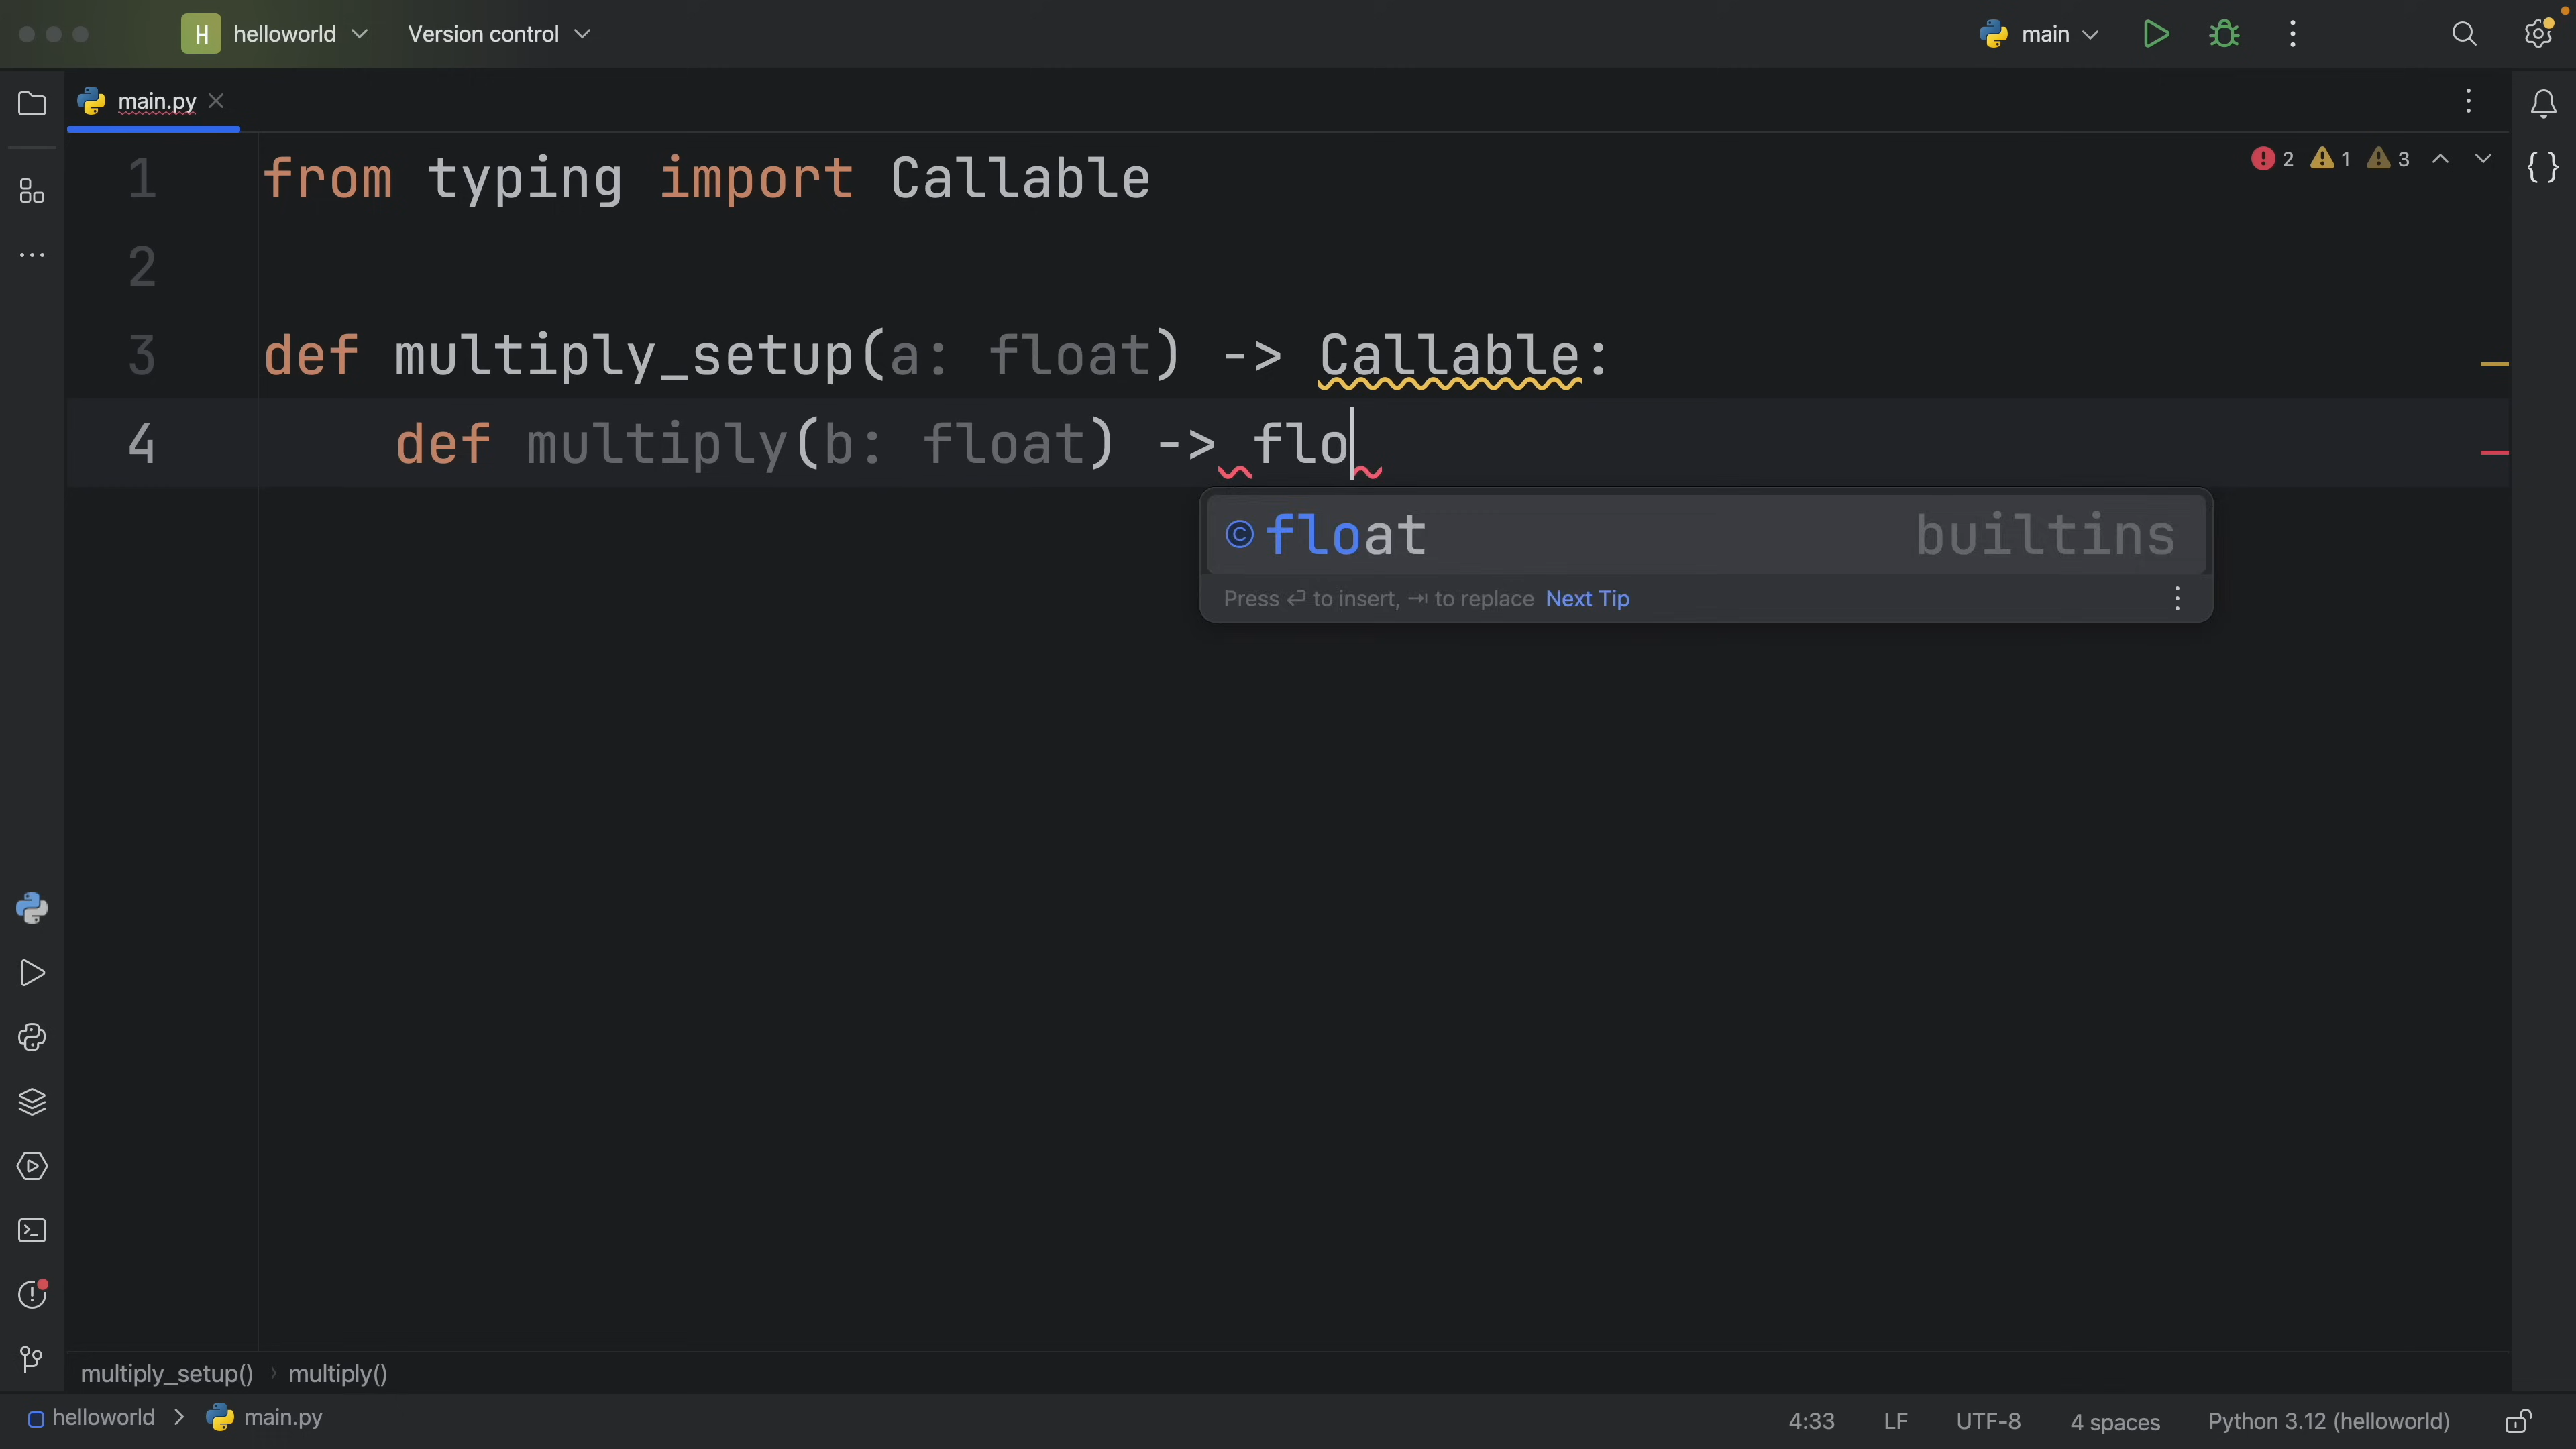 H helloworld Version control main
main.py
2 1 3
1 from typing import Callable
2
3 def multiply_setup(a: float) -> Callable:
4 def multiply(b: float) -> flo
float builtins
Press ⏎ to insert, ⇥ to replace Next Tip
multiply_setup() › multiply()
helloworld > main.py 4:33 LF UTF-8 4 spaces Python 3.12 (helloworld)